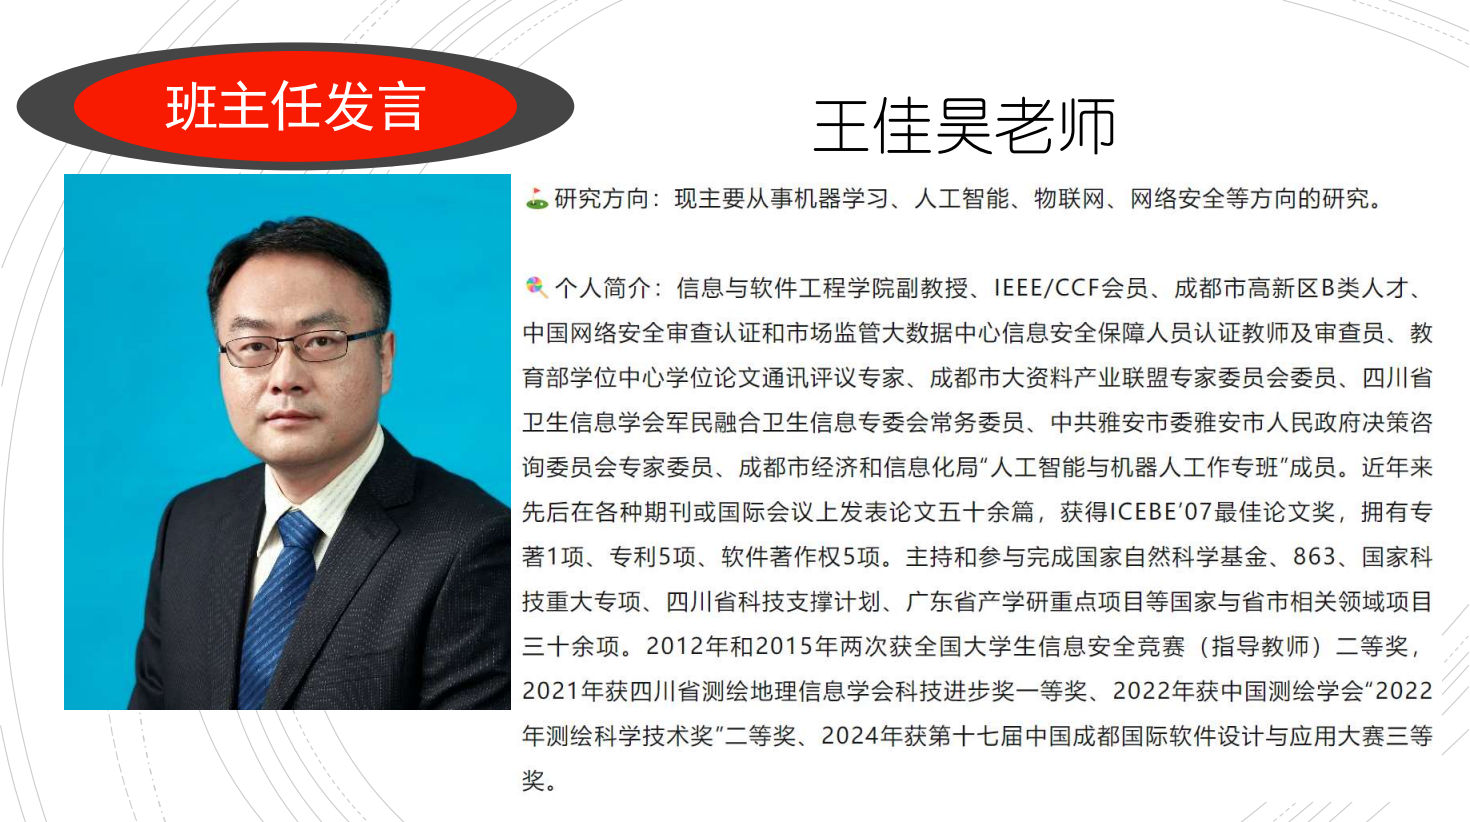 班主任发言
王佳昊老师
研究方向：现主要从事机器学习、人工智能、物联网、网络安全等方向的研究。
个人简介：信息与软件工程学院副教授、IEEE/CCF会员、成都市高新区B类人才、
中国网络安全审查认证和市场监管大数据中心信息安全保障人员认证教师及审查员、教
育部学位中心学位论文通讯评议专家、成都市大资料产业联盟专家委员会委员、四川省
卫生信息学会军民融合卫生信息专委会常务委员、中共雅安市委雅安市人民政府决策咨
询委员会专家委员、成都市经济和信息化局“人工智能与机器人工作专班”成员。近年来
先后在各种期刊或国际会议上发表论文五十余篇，获得ICEBE’07最佳论文奖，拥有专
著1项、专利5项、软件著作权5项。主持和参与完成国家自然科学基金、863、国家科
技重大专项、四川省科技支撑计划、广东省产学研重点项目等国家与省市相关领域项目
三十余项。2012年和2015年两次获全国大学生信息安全竞赛（指导教师）二等奖，
2021年获四川省测绘地理信息学会科技进步奖一等奖、2022年获中国测绘学会“2022
年测绘科学技术奖”二等奖、2024年获第十七届中国成都国际软件设计与应用大赛三等
奖。